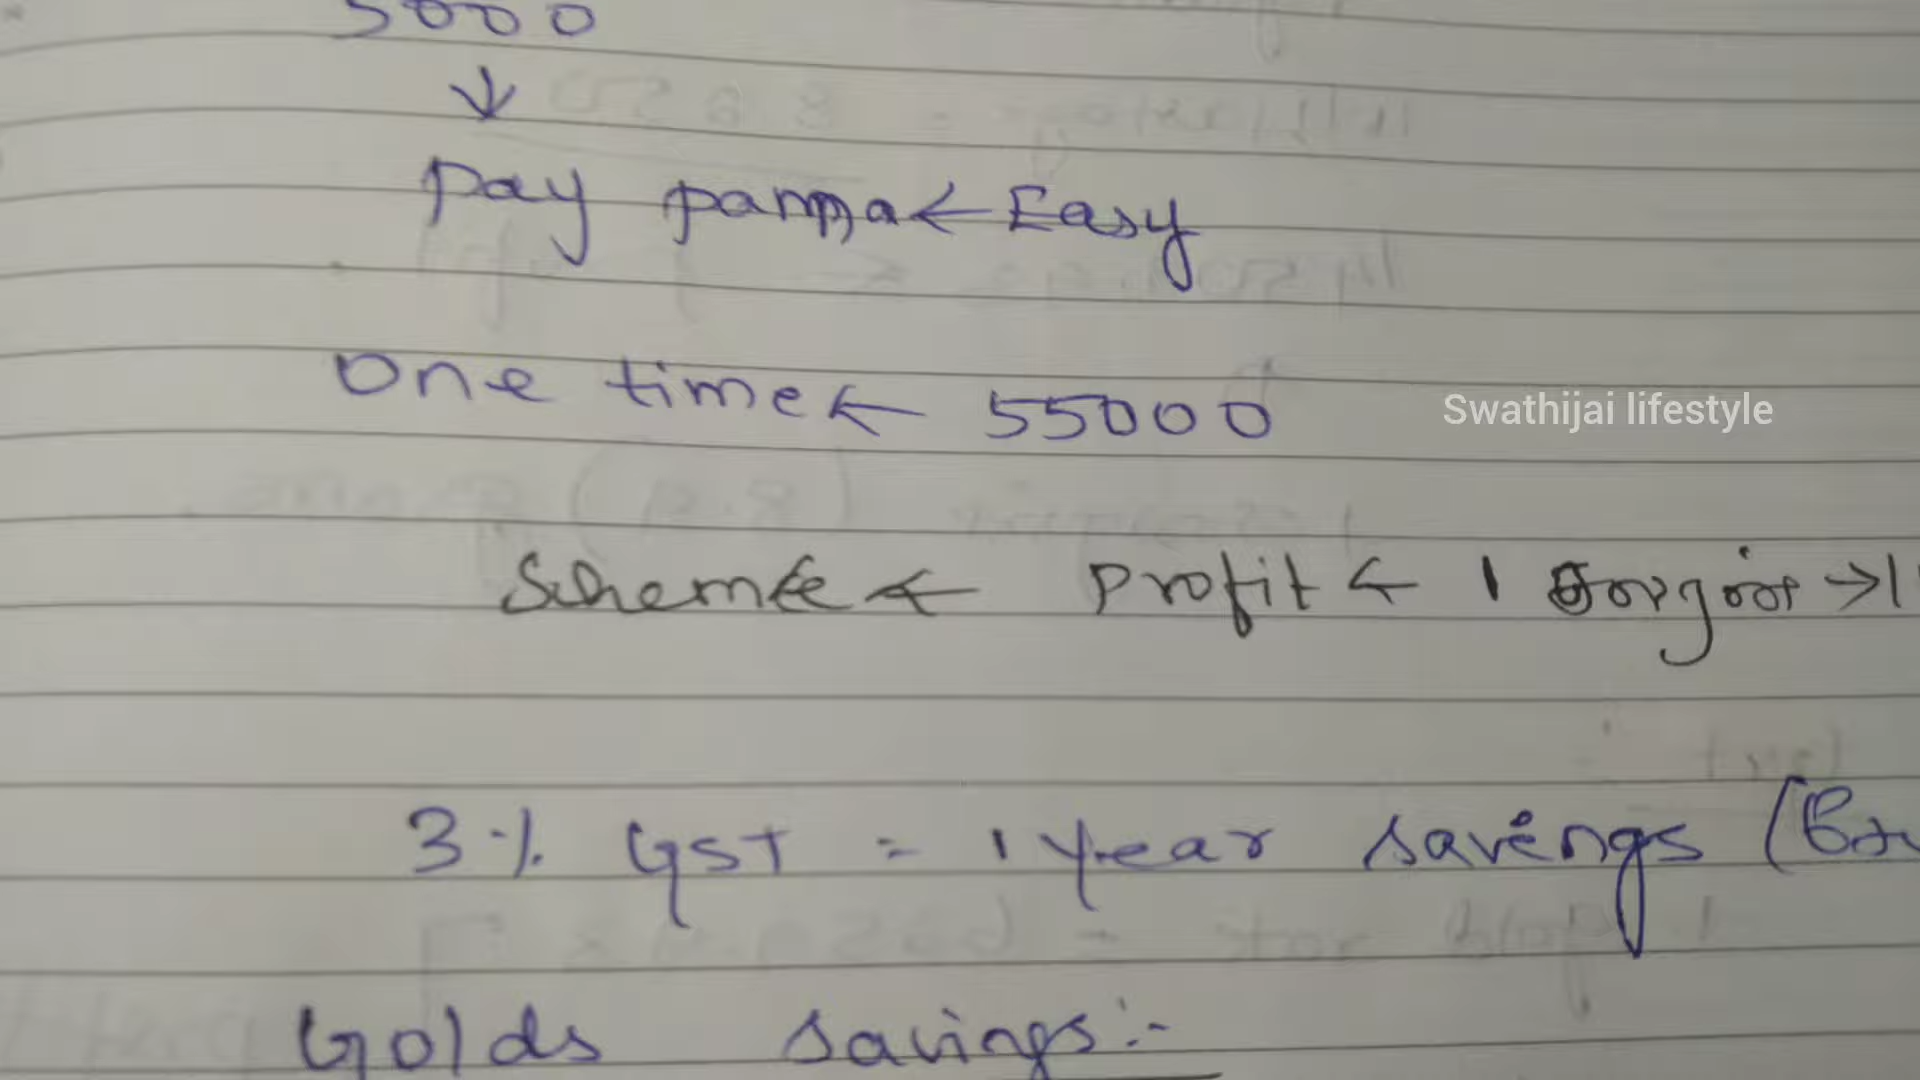 5000
↓
Pay panna ← Easy
One time ← 55000
Swathijai lifestyle
Scheme ← Profit ← 1 → 1
3% GST = 1 Year savings (
Golds savings:-